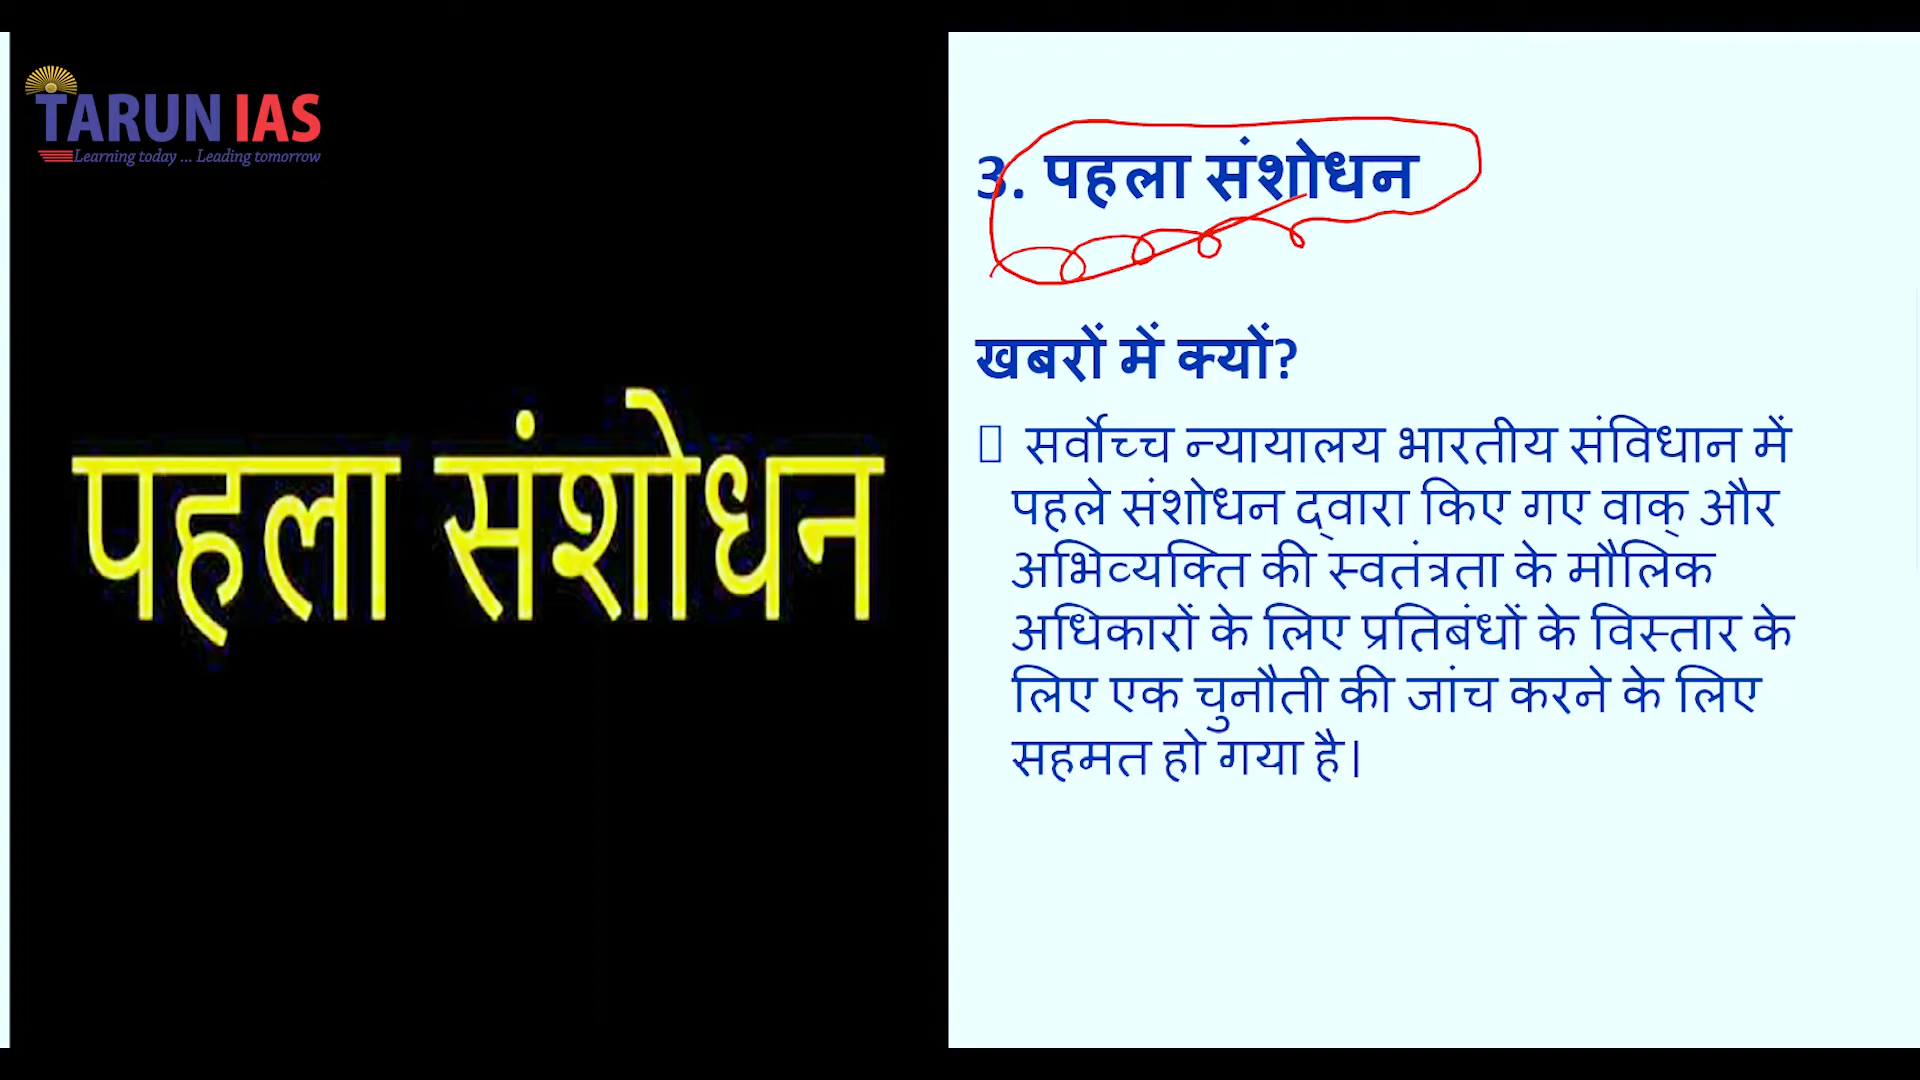 TARUN IAS
Learning today ... Leading tomorrow
पहला संशोधन
3. पहला संशोधन
खबरों में क्यों?
सर्वोच्च न्यायालय भारतीय संविधान में
पहले संशोधन द्वारा किए गए वाक् और
अभिव्यक्ति की स्वतंत्रता के मौलिक
अधिकारों के लिए प्रतिबंधों के विस्तार के
लिए एक चुनौती की जांच करने के लिए
सहमत हो गया है।